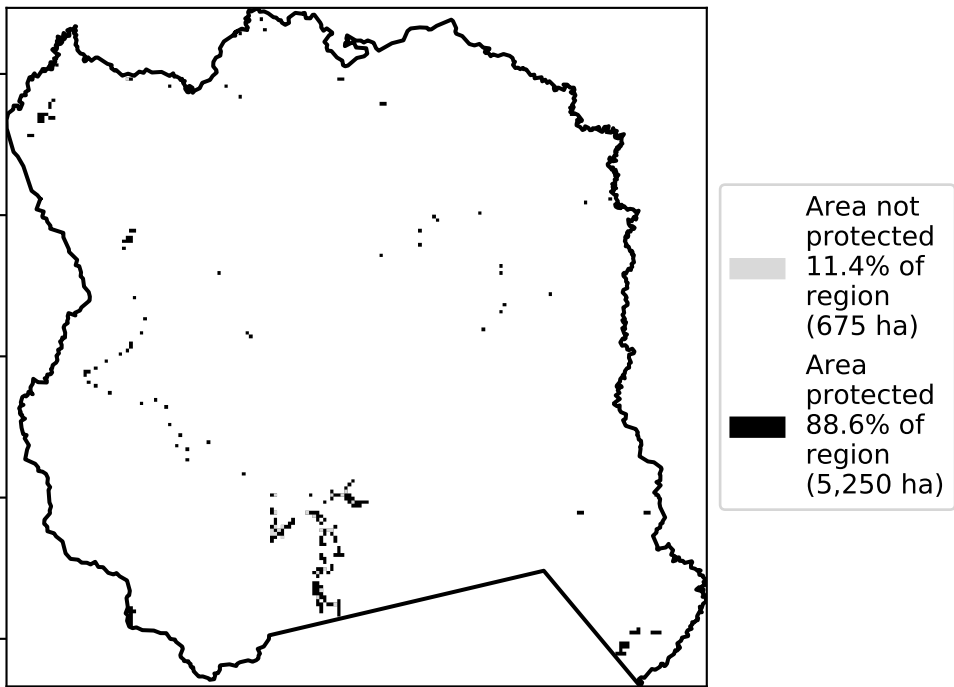 Area not
protected
11.4% of
region
(675 ha)
Area
protected
88.6% of
region
(5,250 ha)